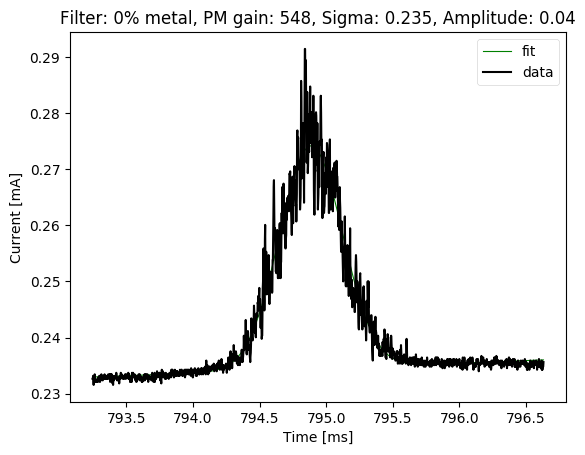 Filter: 0% metal, PM gain: 548, Sigma: 0.235, Amplitude: 0.04
fit
data
0.29
0.28
0.27
0.26
0.25
0.24
0.23
Current [mA]
793.5 794.0 794.5 795.0 795.5 796.0 796.5
Time [ms]